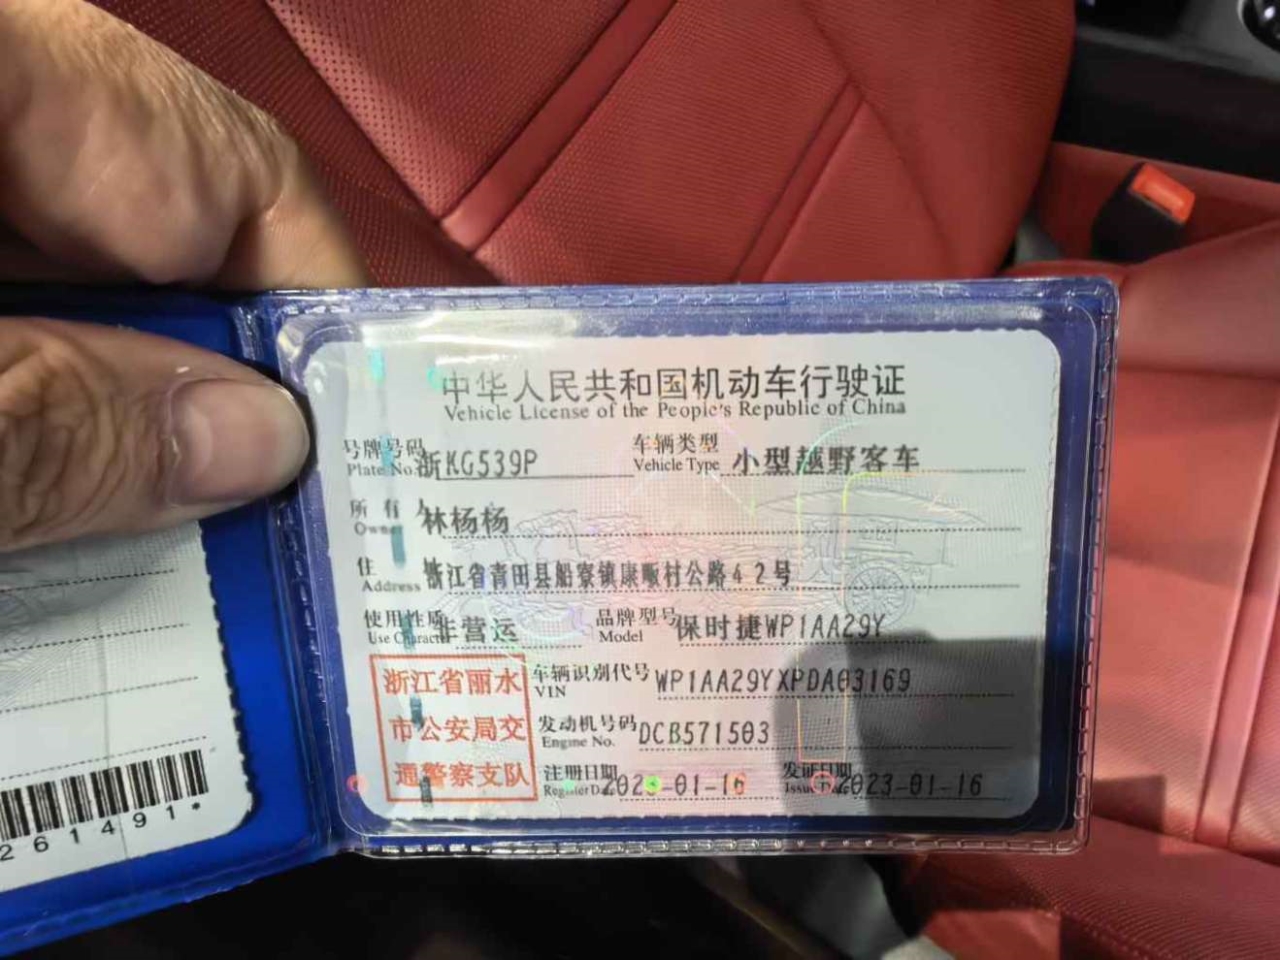 中华人民共和国机动车行驶证
Vehicle License of the People's Republic of China
号牌号码 浙KG539P 车辆类型 小型越野客车
Plate No. Vehicle Type
所有人 林杨杨
Owner
住址 浙江省青田县船寮镇康畈村公路42号
Address
使用性质 非营运 品牌型号 保时捷WP1AA29Y
Use Character Model
浙江省丽水 车辆识别代号 WP1AA29YXPDA03169
VIN
市公安局交 发动机号码 DCB571503
Engine No.
通警察支队 注册日期 2023-01-16 发证日期 2023-01-16
Register Date Issue Date
261491*